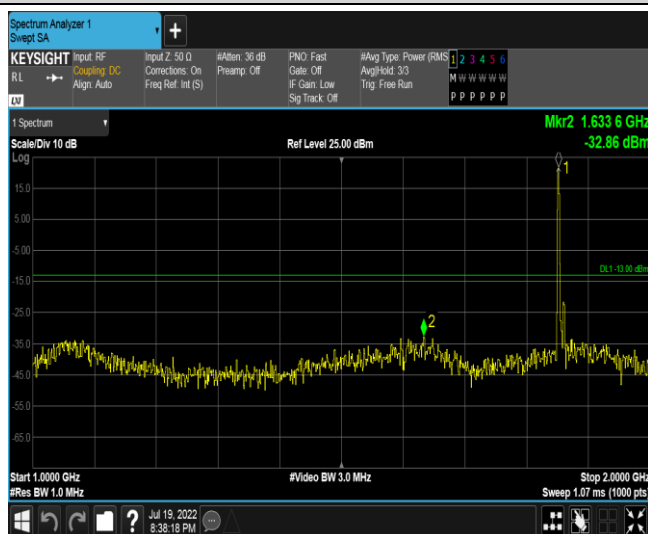 Spectrum Analyzer 1
Swept SA
+
KEYSIGHT
RL
Input: RF
Coupling: DC
Align: Auto
Input Z: 50 Ω
Corrections: On
Freq Ref: Int (S)
#Atten: 36 dB
Preamp: Off
PNO: Fast
Gate: Off
IF Gain: Low
Sig Track: Off
#Avg Type: Power (RMS
Avg|Hold: 3/3
Trig: Free Run
1 2 3 4 5 6
M W W W W W
P P P P P P
LXI
1 Spectrum
Mkr2 1.633 6 GHz
Scale/Div 10 dB
Ref Level 25.00 dBm
-32.86 dBm
Log
1
15.0
5.00
-5.00
DL1 -13.00 dBm
-15.0
-25.0
2
-35.0
-45.0
-55.0
-65.0
Start 1.0000 GHz
#Video BW 3.0 MHz
Stop 2.0000 GHz
#Res BW 1.0 MHz
Sweep 1.07 ms (1000 pts)
?
Jul 19, 2022
8:38:18 PM